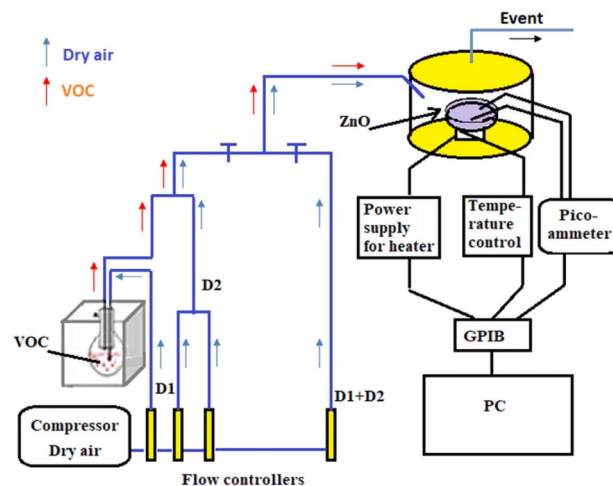 Event
Dry air
VOC
ZnO
Power
supply
for heater
Tempe-
rature
control
Pico-
ammeter
D2
VOC
GPIB
D1
D1+D2
PC
Compressor
Dry air
Flow controllers